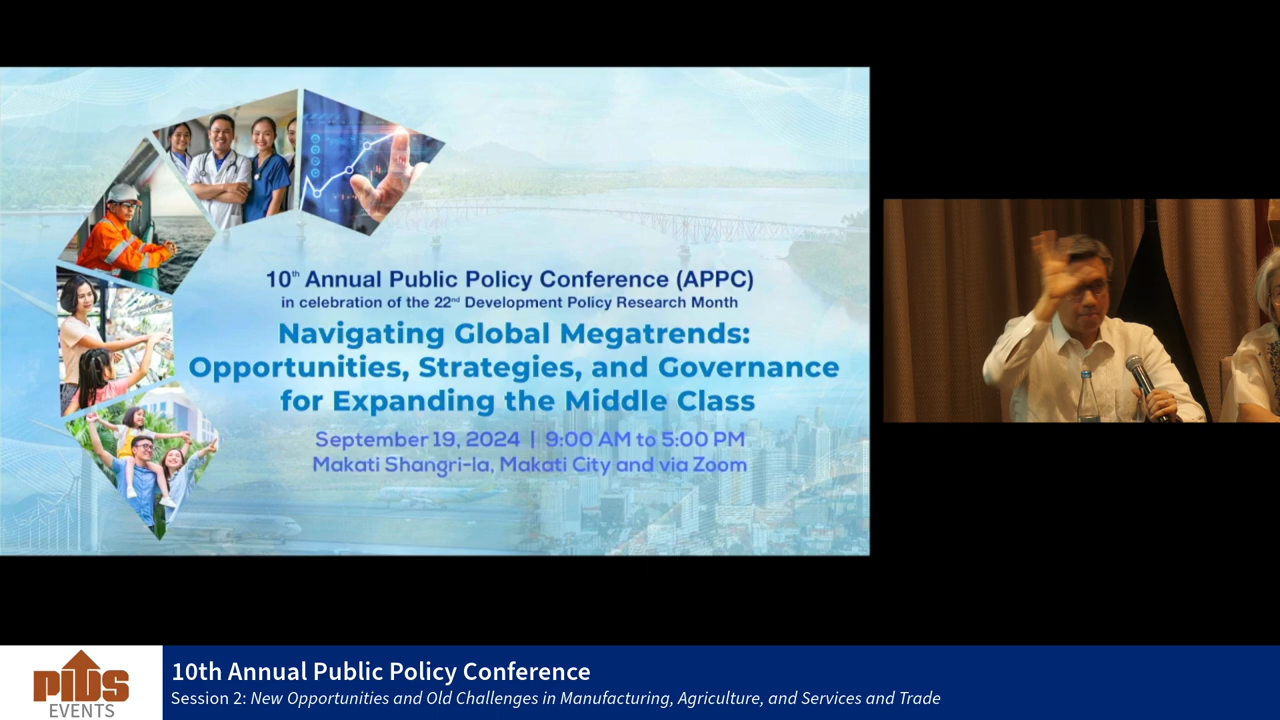 10th Annual Public Policy Conference (APPC)
in celebration of the 22nd Development Policy Research Month
Navigating Global Megatrends:
Opportunities, Strategies, and Governance
for Expanding the Middle Class
September 19, 2024 | 9:00 AM to 5:00 PM
Makati Shangri-la, Makati City and via Zoom
PIDS
EVENTS
10th Annual Public Policy Conference
Session 2: New Opportunities and Old Challenges in Manufacturing, Agriculture, and Services and Trade